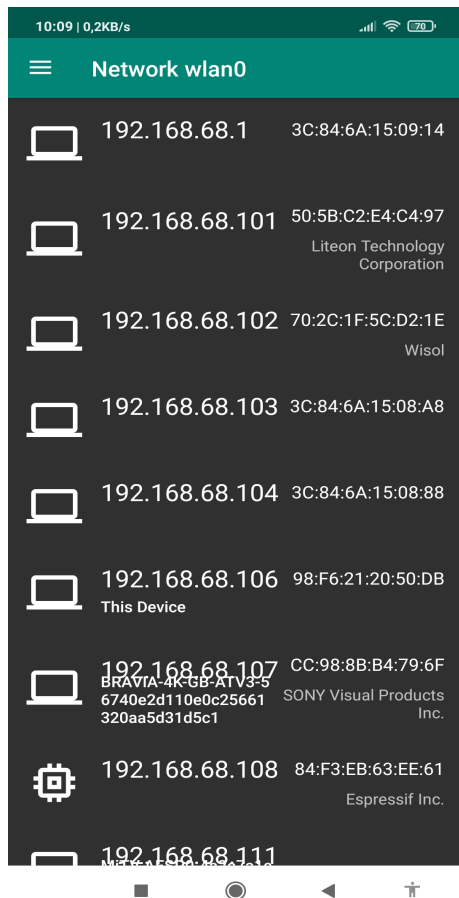 10:09 | 0,2KB/s
70
Network wlan0
192.168.68.1 3C:84:6A:15:09:14
192.168.68.101 50:5B:C2:E4:C4:97
Liteon Technology
Corporation
192.168.68.102 70:2C:1F:5C:D2:1E
Wisol
192.168.68.103 3C:84:6A:15:08:A8
192.168.68.104 3C:84:6A:15:08:88
192.168.68.106 98:F6:21:20:50:DB
This Device
192.168.68.107 CC:98:8B:B4:79:6F
BRAVIA-4K-GB-ATV3-5
6740e2d110e0c25661
320aa5d31d5c1
SONY Visual Products
Inc.
192.168.68.108 84:F3:EB:63:EE:61
Espressif Inc.
192.168.68.111